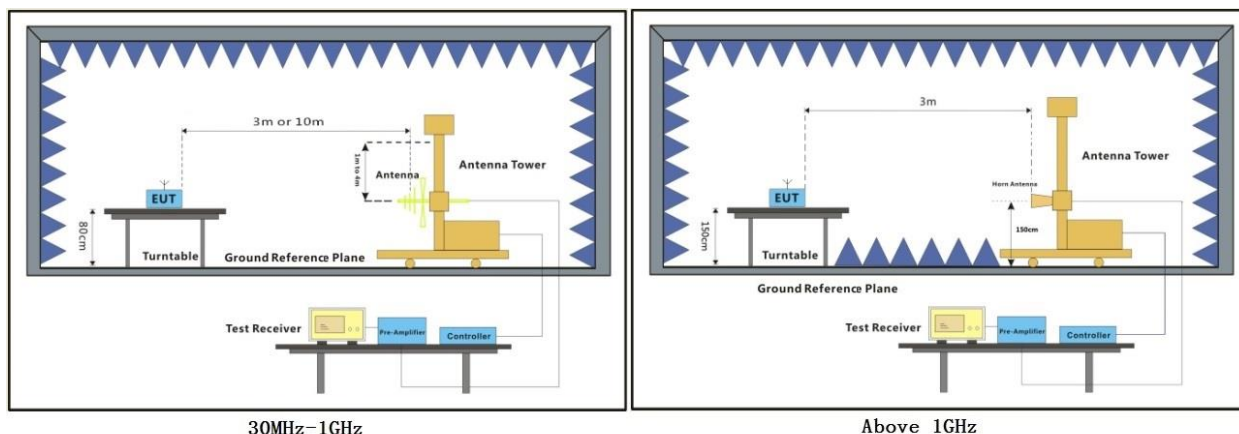 3m or 10m
1m to 4m
Antenna
Antenna Tower
EUT
80cm
Turntable
Ground Reference Plane
Test Receiver
Pre-Amplifier
Controller
30MHz-1GHz
3m
Antenna Tower
Horn Antenna
EUT
150cm
150cm
Turntable
Ground Reference Plane
Test Receiver
Pre-Amplifier
Controller
Above 1GHz